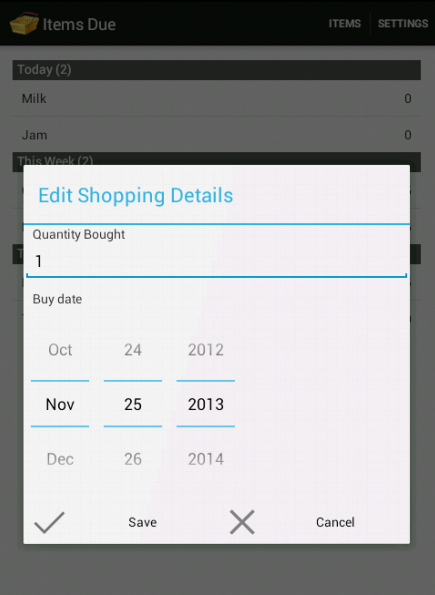 Items Due
ITEMS
SETTINGS
Today (2)
Milk 0
Jam 0
This Week (2)
Edit Shopping Details
Quantity Bought
1
Buy date
Oct 24 2012
Nov 25 2013
Dec 26 2014
Save
Cancel